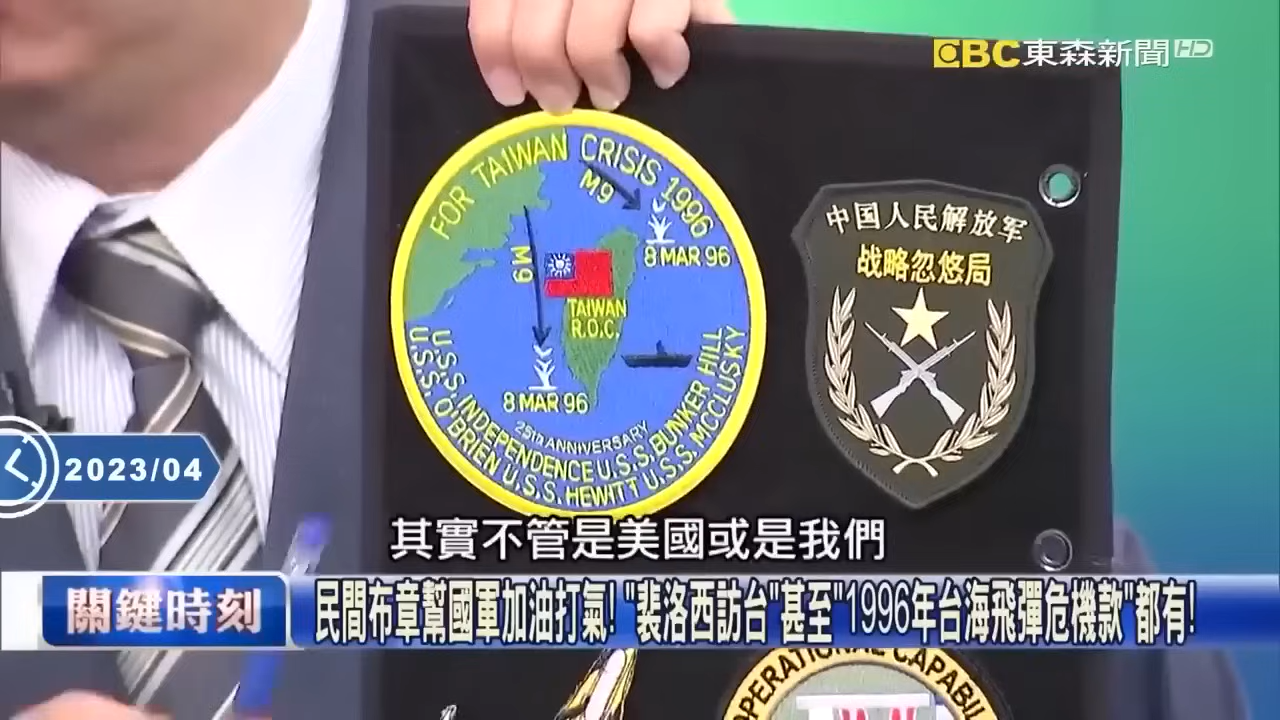 EBC東森新聞HD
FOR TAIWAN CRISIS 1996
M9
8 MAR 96
M9
TAIWAN
R.O.C.
8 MAR 96
25th ANNIVERSARY
U.S.S. INDEPENDENCE U.S.S. BUNKER HILL
U.S.S. O'BRIEN U.S.S. HEWITT U.S.S. MCCLUSKY
中国人民解放军
战略忽悠局
2023/04
其實不管是美國或是我們
關鍵時刻
民間布章幫國軍加油打氣!"裴洛西訪台"甚至"1996年台海飛彈危機款"都有!
OPERATIONAL